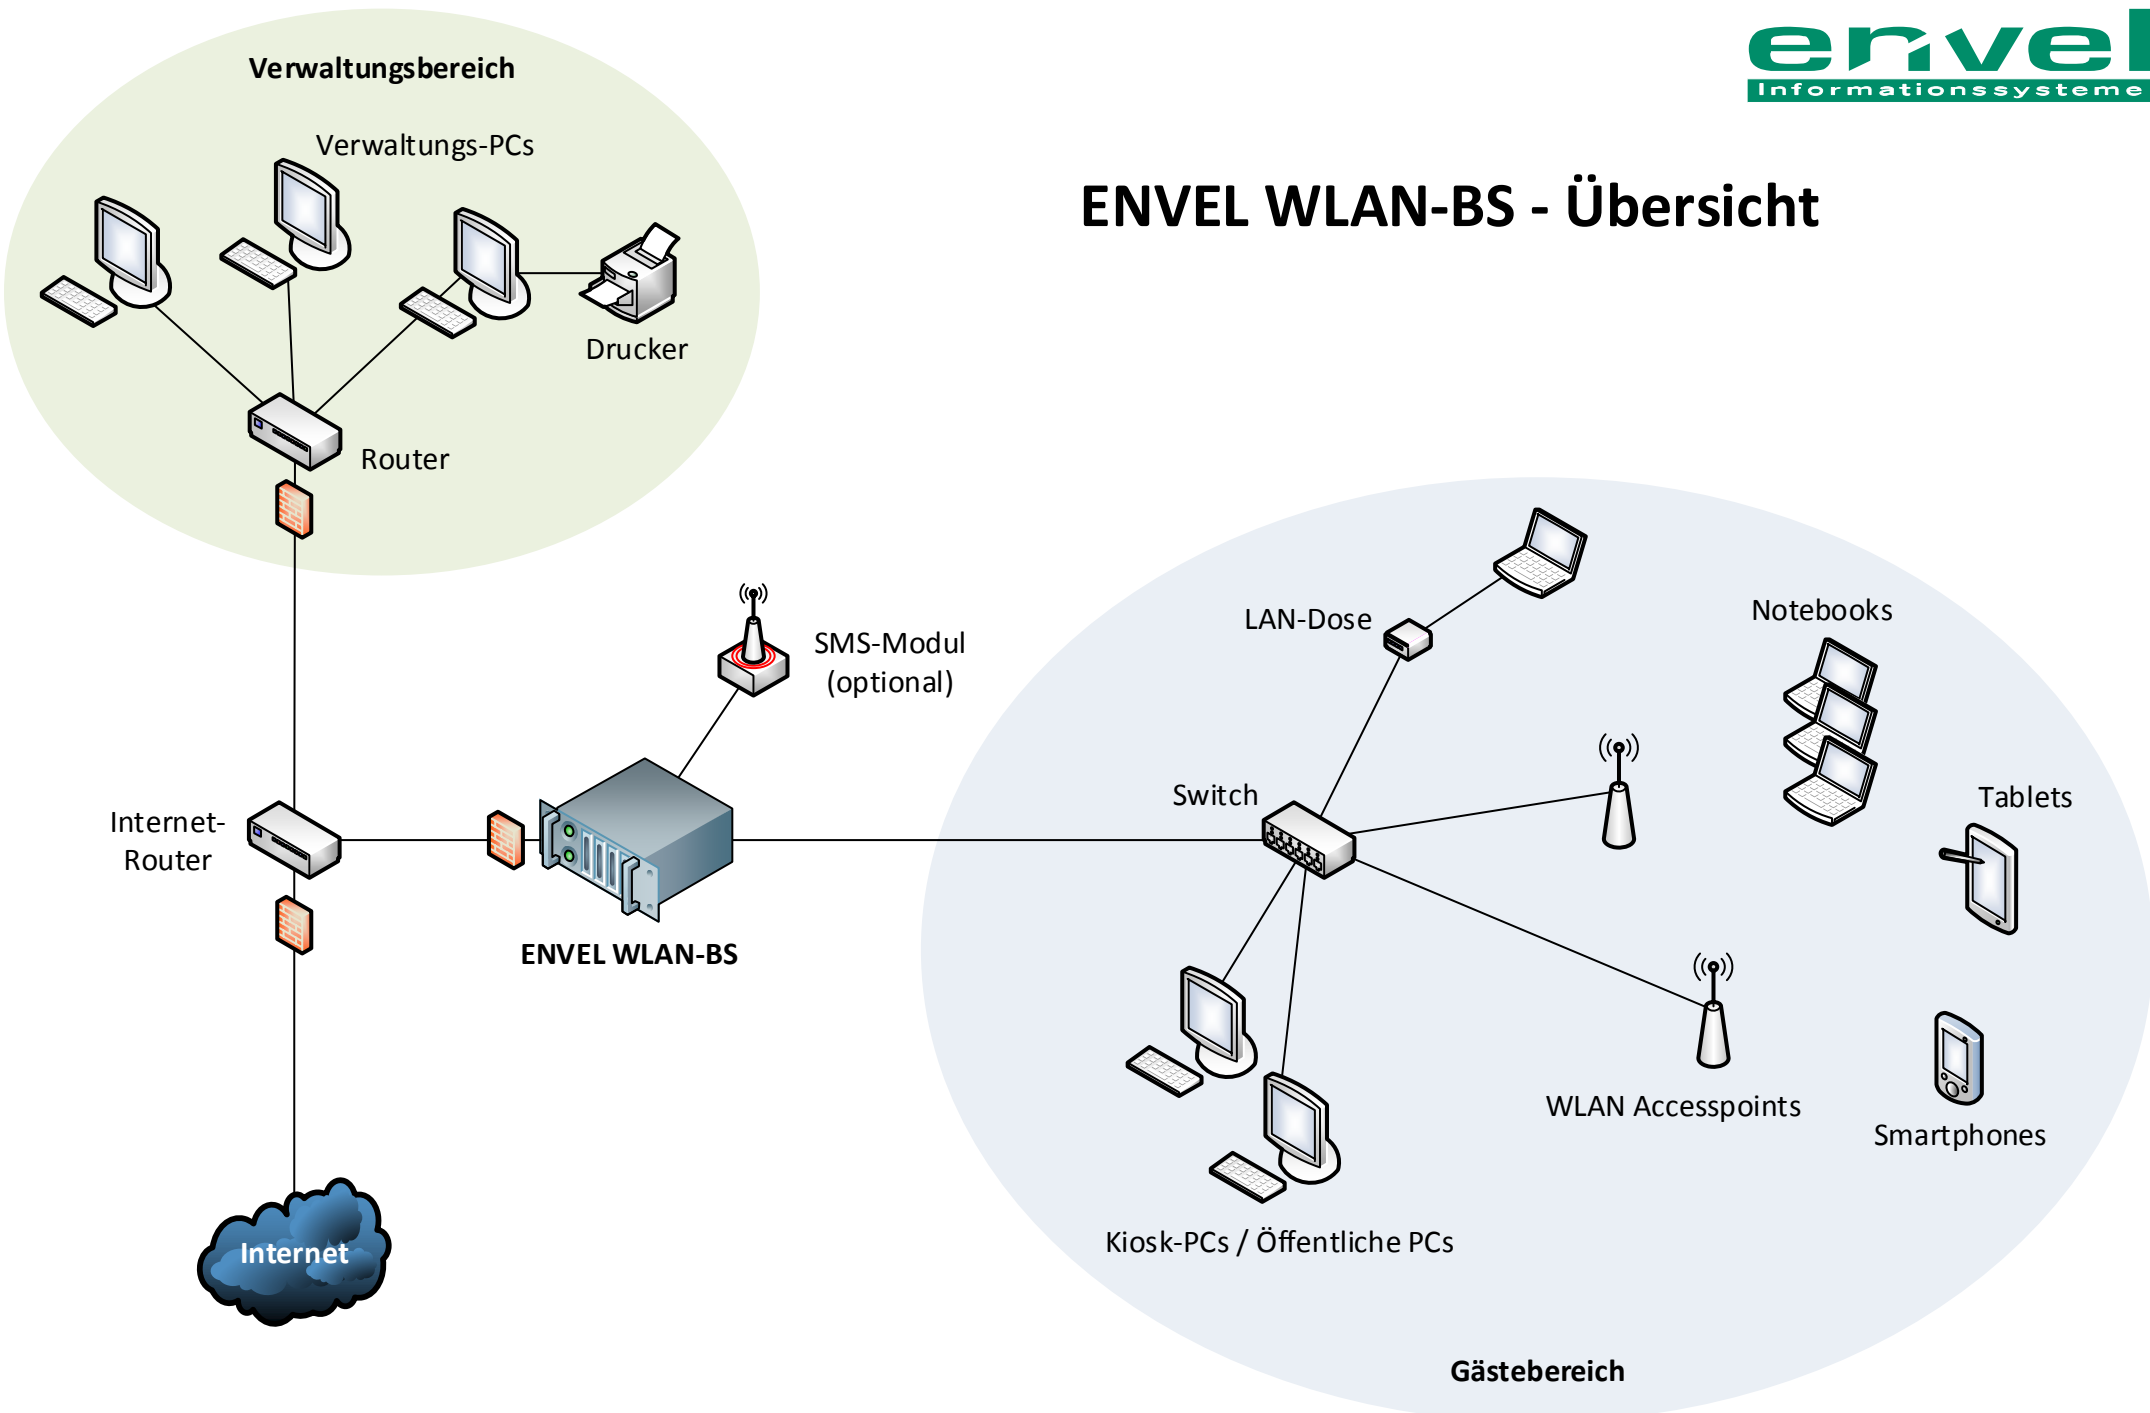 envel
Informationssysteme
ENVEL WLAN-BS - Übersicht
Verwaltungsbereich
Verwaltungs-PCs
Drucker
Router
SMS-Modul
(optional)
Internet-
Router
ENVEL WLAN-BS
Internet
LAN-Dose
Notebooks
Switch
Tablets
WLAN Accesspoints
Smartphones
Kiosk-PCs / Öffentliche PCs
Gästebereich